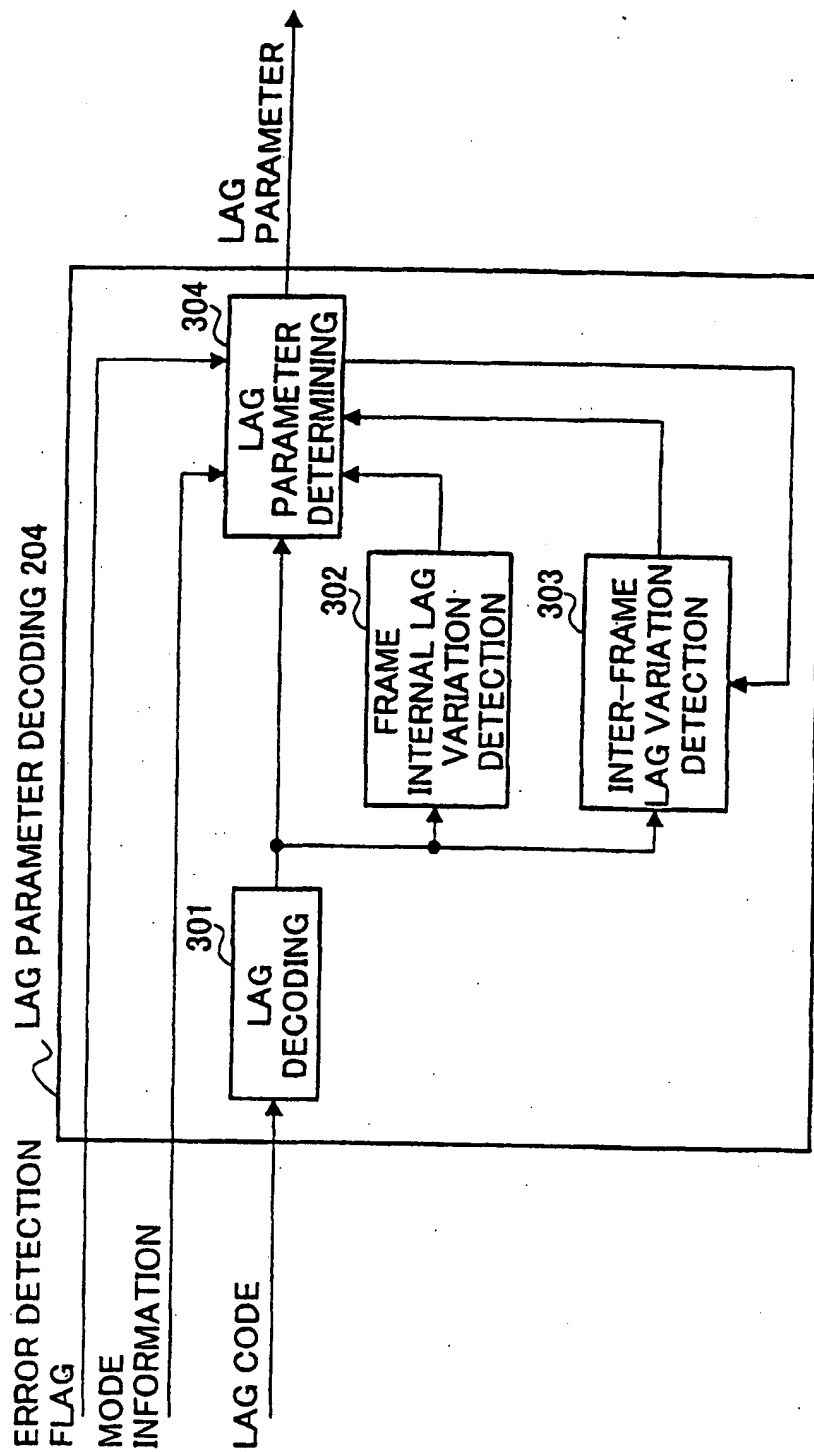 ERROR DETECTION
FLAG
LAG PARAMETER DECODING 204
MODE
INFORMATION
LAG CODE
301
LAG
DECODING
302
FRAME
INTERNAL LAG
VARIATION
DETECTION
303
INTER-FRAME
LAG VARIATION
DETECTION
304
LAG
PARAMETER
DETERMINING
LAG
PARAMETER